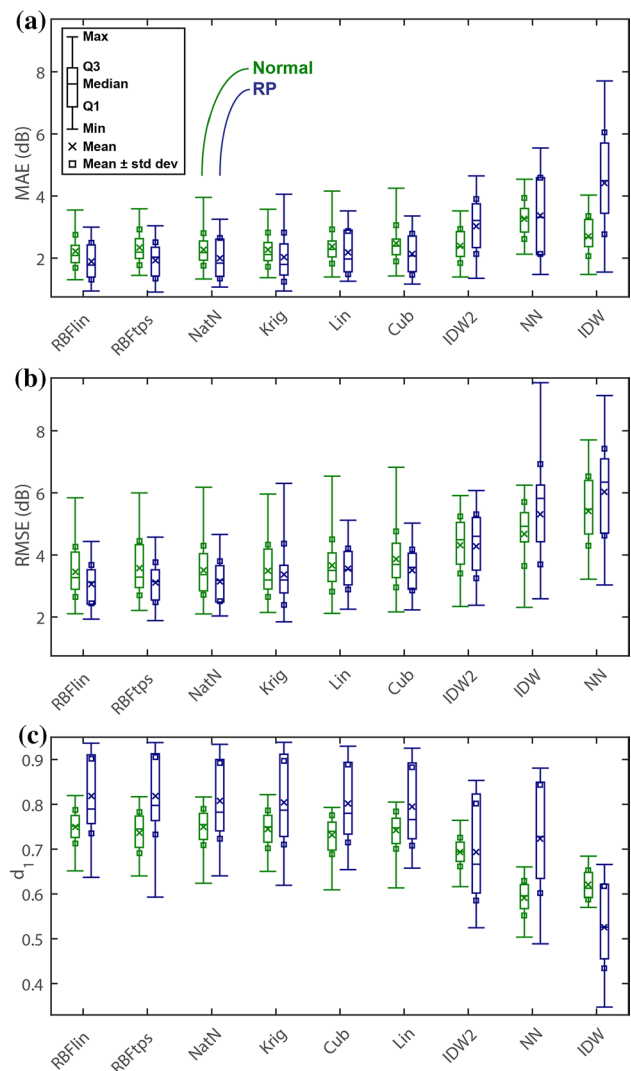 (a)
Max
Q3
Median
Q1
Min
Mean
Mean ± std dev
Normal
RP
MAE (dB)
8
6
4
2
RBFlin
RBFtps
NatN
Krig
Lin
Cub
IDW2
NN
IDW
(b)
RMSE (dB)
8
6
4
2
RBFlin
RBFtps
NatN
Krig
Lin
Cub
IDW2
IDW
NN
(c)
d1
0.9
0.8
0.7
0.6
0.5
0.4
RBFlin
RBFtps
NatN
Krig
Cub
Lin
IDW2
NN
IDW